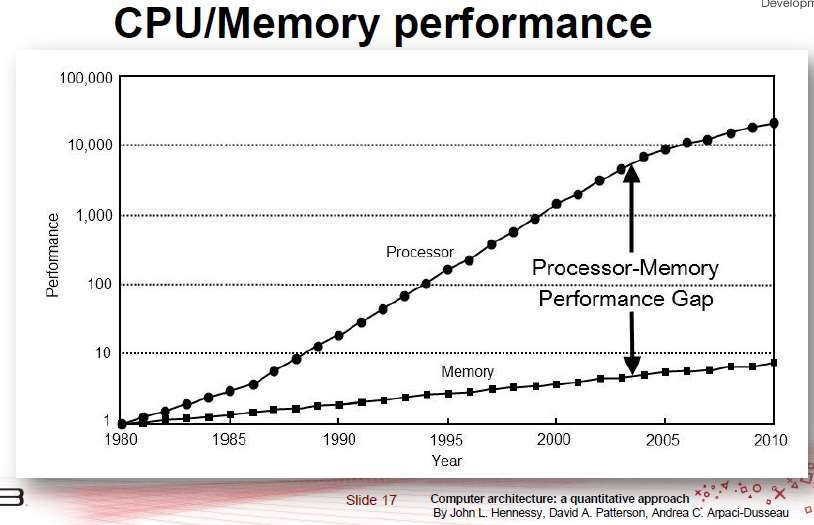 Developm
CPU/Memory performance
100,000
10,000
1,000
100
10
1
Performance
Processor
Processor-Memory
Performance Gap
Memory
1980 1985 1990 1995 2000 2005 2010
Year
Slide 17
Computer architecture: a quantitative approach
By John L. Hennessy, David A. Patterson, Andrea C. Arpaci-Dusseau